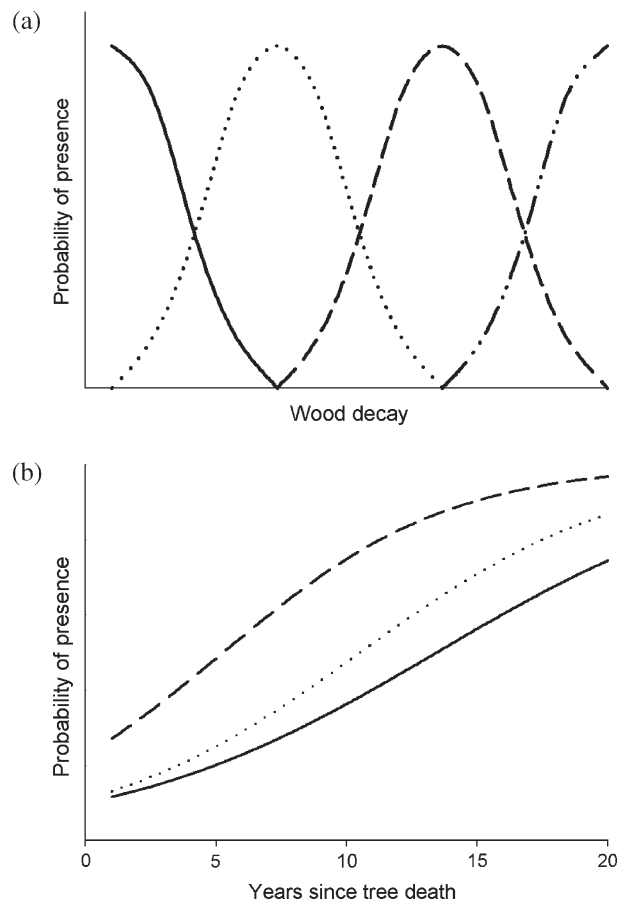 (a)
Probability of presence
Wood decay
(b)
Probability of presence
0 5 10 15 20
Years since tree death